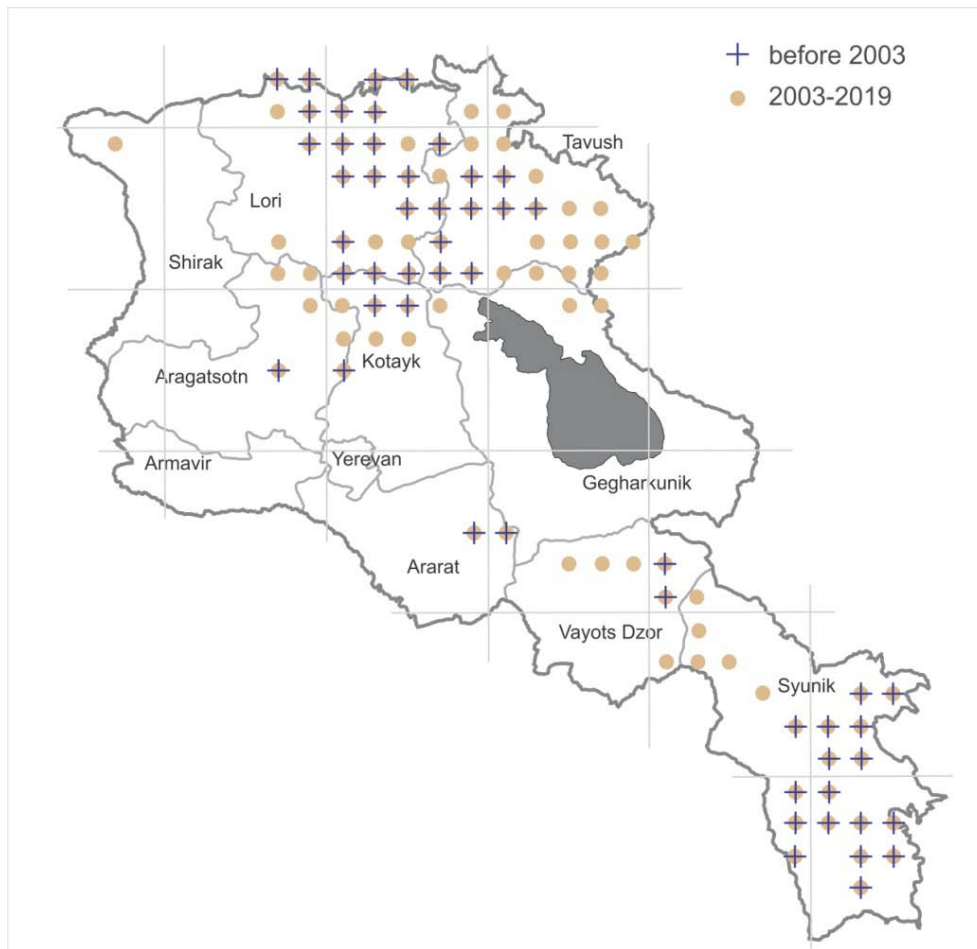 before 2003
2003-2019
Tavush
Lori
Shirak
Kotayk
Aragatsotn
Armavir
Yerevan
Gegharkunik
Ararat
Vayots Dzor
Syunik